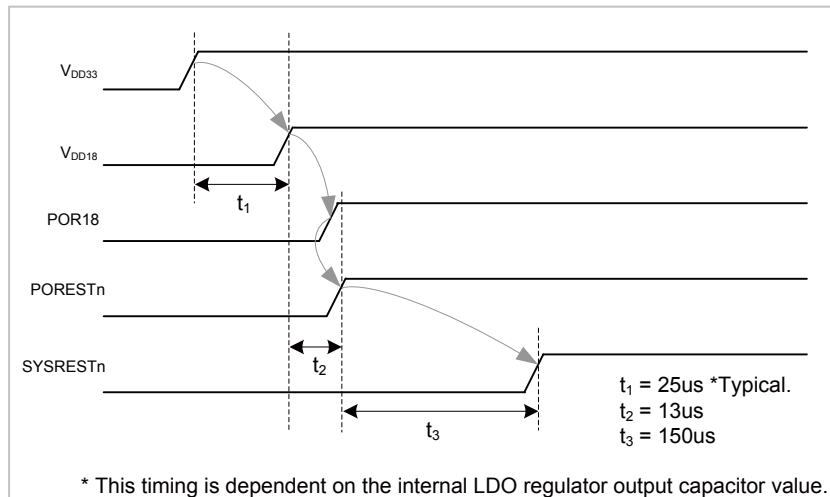 VDD33
VDD18
t1
POR18
PORESTn
t2
SYSRESTn
t3
t1 = 25us *Typical.
t2 = 13us
t3 = 150us
* This timing is dependent on the internal LDO regulator output capacitor value.